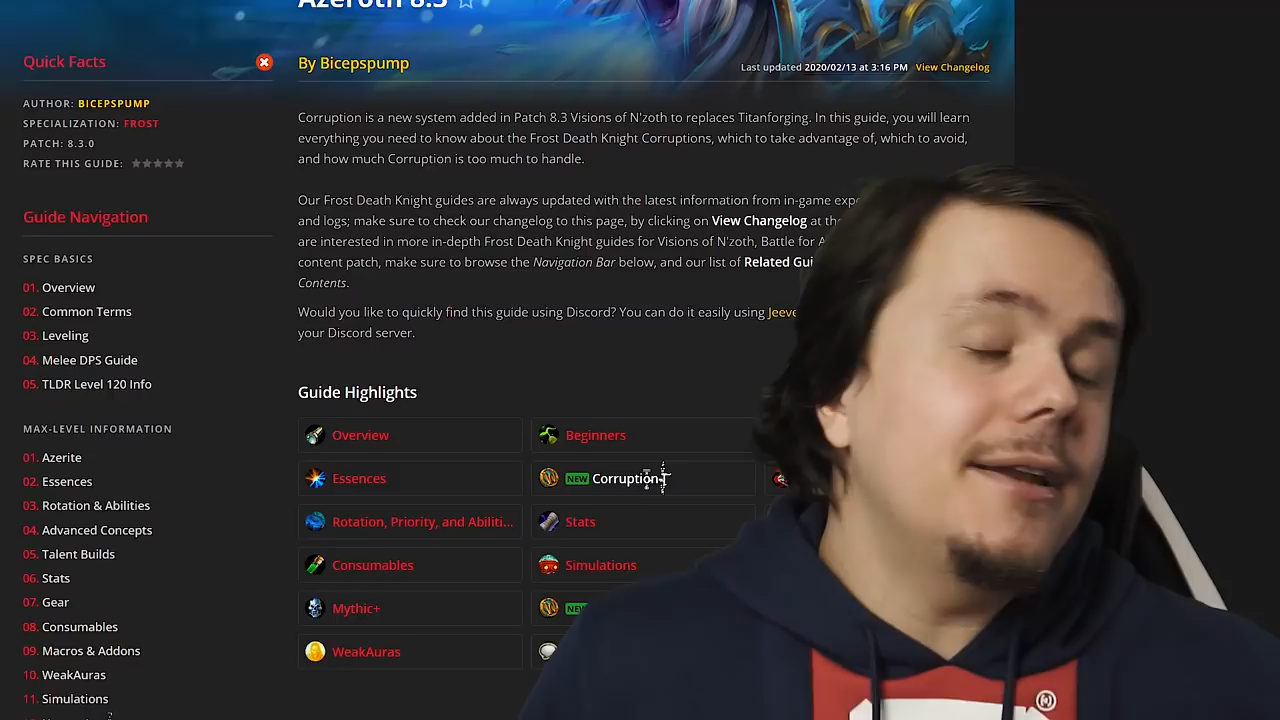 Azeroth 8.3
Quick Facts
AUTHOR: BICEPSPUMP
SPECIALIZATION: FROST
PATCH: 8.3.0
RATE THIS GUIDE:
Guide Navigation
SPEC BASICS
01. Overview
02. Common Terms
03. Leveling
04. Melee DPS Guide
05. TLDR Level 120 Info
MAX-LEVEL INFORMATION
01. Azerite
02. Essences
03. Rotation & Abilities
04. Advanced Concepts
05. Talent Builds
06. Stats
07. Gear
08. Consumables
09. Macros & Addons
10. WeakAuras
11. Simulations
By Bicepspump
Last updated 2020/02/13 at 3:16 PM View Changelog
Corruption is a new system added in Patch 8.3 Visions of N'zoth to replaces Titanforging. In this guide, you will learn
everything you need to know about the Frost Death Knight Corruptions, which to take advantage of, which to avoid,
and how much Corruption is too much to handle.
Our Frost Death Knight guides are always updated with the latest information from in-game expe
and logs; make sure to check our changelog to this page, by clicking on View Changelog at the
are interested in more in-depth Frost Death Knight guides for Visions of N'zoth, Battle for A
content patch, make sure to browse the Navigation Bar below, and our list of Related Gui
Contents.
Would you like to quickly find this guide using Discord? You can do it easily using Jeeve
your Discord server.
Guide Highlights
Overview Beginners
Essences NEW Corruption
Rotation, Priority, and Abiliti... Stats
Consumables Simulations
Mythic+ NEW
WeakAuras